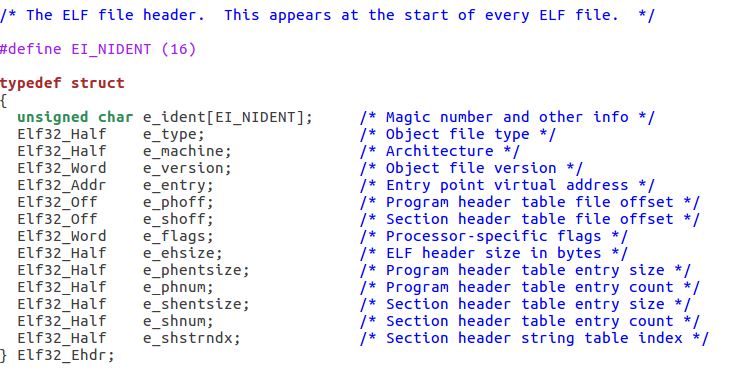 /* The ELF file header.  This appears at the start of every ELF file.  */
#define EI_NIDENT (16)
typedef struct
{
  unsigned char e_ident[EI_NIDENT];     /* Magic number and other info */
  Elf32_Half    e_type;                 /* Object file type */
  Elf32_Half    e_machine;              /* Architecture */
  Elf32_Word    e_version;              /* Object file version */
  Elf32_Addr    e_entry;                /* Entry point virtual address */
  Elf32_Off     e_phoff;                /* Program header table file offset */
  Elf32_Off     e_shoff;                /* Section header table file offset */
  Elf32_Word    e_flags;                /* Processor-specific flags */
  Elf32_Half    e_ehsize;               /* ELF header size in bytes */
  Elf32_Half    e_phentsize;            /* Program header table entry size */
  Elf32_Half    e_phnum;                /* Program header table entry count */
  Elf32_Half    e_shentsize;            /* Section header table entry size */
  Elf32_Half    e_shnum;                /* Section header table entry count */
  Elf32_Half    e_shstrndx;             /* Section header string table index */
} Elf32_Ehdr;